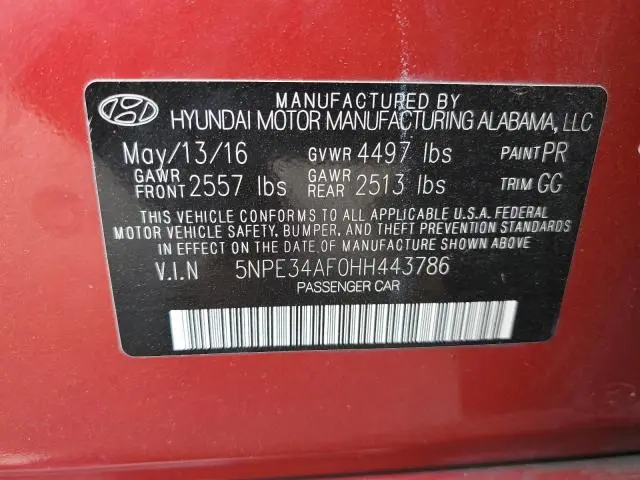 MANUFACTURED BY
HYUNDAI MOTOR MANUFACTURING ALABAMA, LLC
May/13/16 GVWR 4497 lbs PAINT PR
GAWR FRONT 2557 lbs GAWR REAR 2513 lbs TRIM GG
THIS VEHICLE CONFORMS TO ALL APPLICABLE U.S.A. FEDERAL
MOTOR VEHICLE SAFETY, BUMPER, AND THEFT PREVENTION STANDARDS
IN EFFECT ON THE DATE OF MANUFACTURE SHOWN ABOVE
V.I.N 5NPE34AF0HH443786
PASSENGER CAR